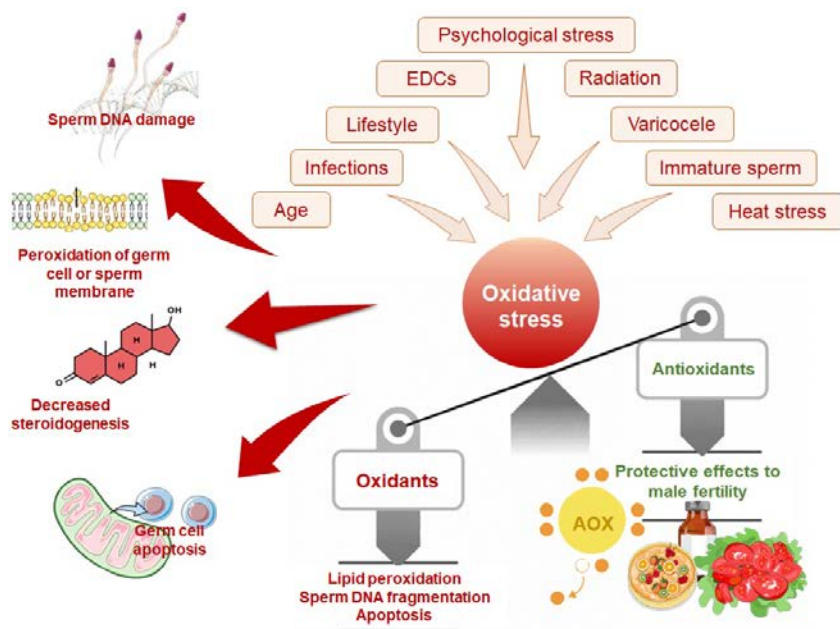 Psychological stress
EDCs
Radiation
Sperm DNA damage
Lifestyle
Varicocele
Infections
Immature sperm
Age
Heat stress
Peroxidation of germ
cell or sperm
membrane
Oxidative
stress
OH
H
H
H
O
Antioxidants
Decreased
steroidogenesis
Oxidants
Protective effects to
male fertility
AOX
Germ cell
apoptosis
Lipid peroxidation
Sperm DNA fragmentation
Apoptosis